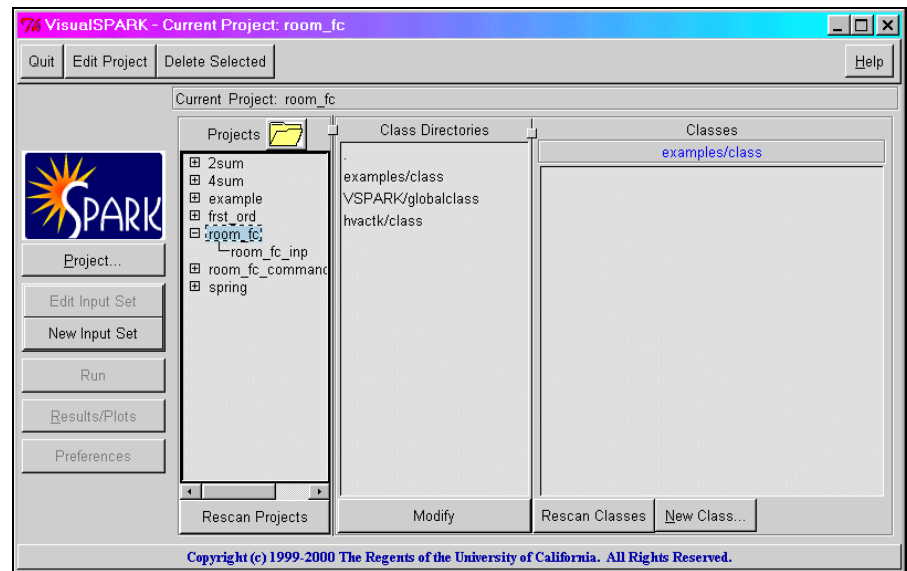 VisualSPARK - Current Project: room_fc
Quit Edit Project Delete Selected Help
Current Project: room_fc
Projects
2sum
4sum
example
frst_ord
room_fc
room_fc_inp
room_fc_command
spring
Rescan Projects
Class Directories
.
examples/class
VSPARK/globalclass
hvactk/class
Modify
Classes
examples/class
Rescan Classes New Class...
SPARK
Project...
Edit Input Set
New Input Set
Run
Results/Plots
Preferences
Copyright (c) 1999-2000 The Regents of the University of California. All Rights Reserved.